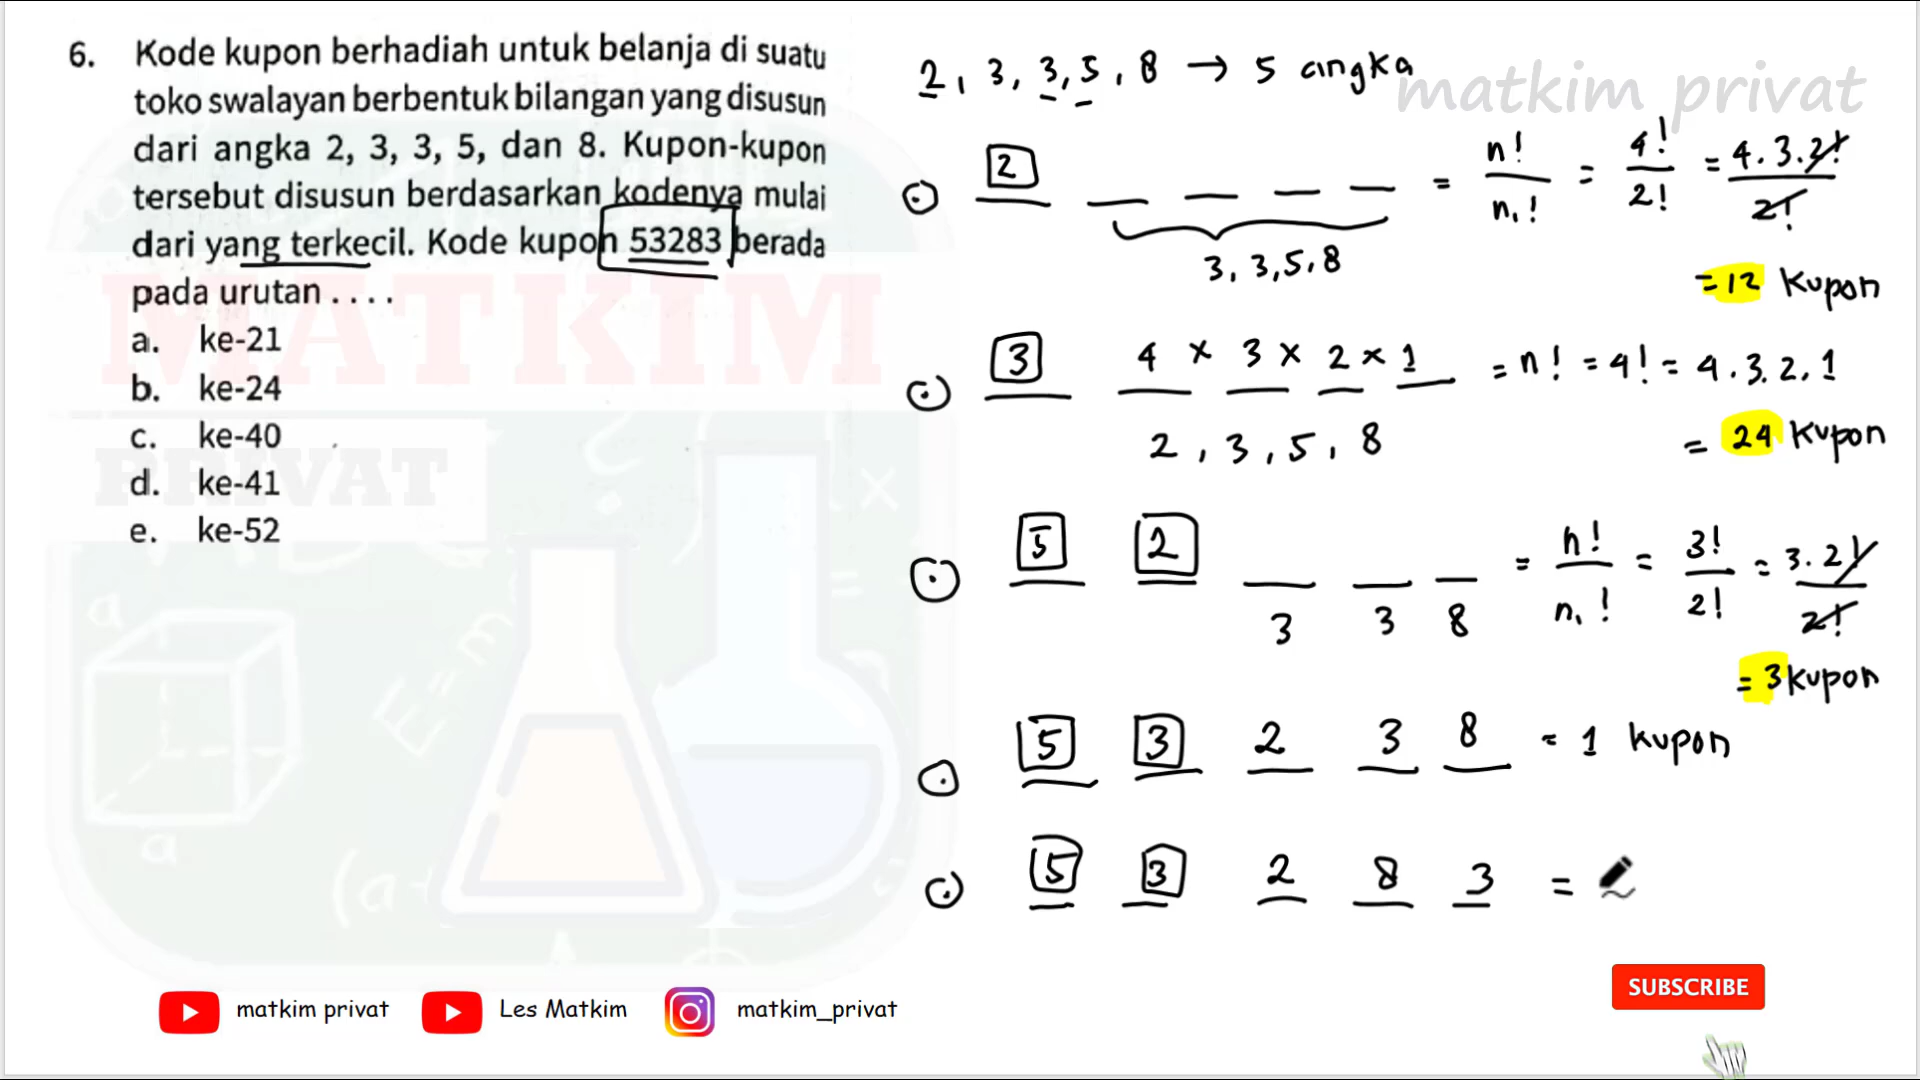 6. Kode kupon berhadiah untuk belanja di suatu
toko swalayan berbentuk bilangan yang disusun
dari angka 2, 3, 3, 5, dan 8. Kupon-kupon
tersebut disusun berdasarkan kodenya mulai
dari yang terkecil. Kode kupon 53283 berada
pada urutan . . . .
a. ke-21
b. ke-24
c. ke-40
d. ke-41
e. ke-52
MATKIM
PRIVAT
matkim privat
2, 3, 3, 5, 8 → 5 angka
2 = n!/n₁! = 4!/2! = 4.3.2!/2!
3, 3, 5, 8
= 12 Kupon
3 4 × 3 × 2 × 1 = n! = 4! = 4.3.2.1
2, 3, 5, 8 = 24 Kupon
5 2 = n!/n₁! = 3!/2! = 3.2!/2!
3 3 8
= 3 kupon
5 3 2 3 8 = 1 kupon
5 3 2 8 3 =
a
E=m
a
(a+
x
=
matkim privat
Les Matkim
matkim_privat
SUBSCRIBE